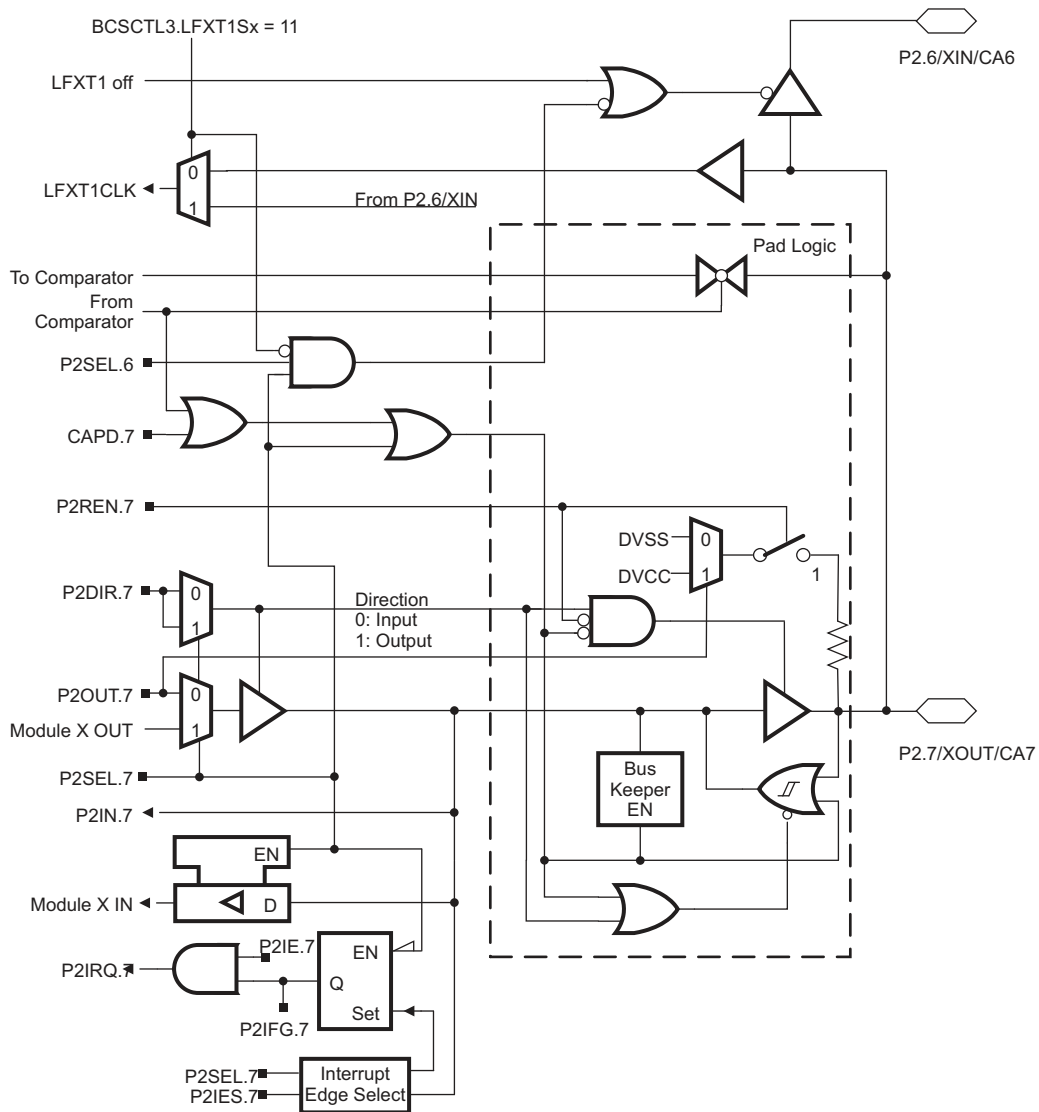 BCSCTL3.LFXT1Sx = 11
P2.6/XIN/CA6
LFXT1 off
0
LFXT1CLK
1
From P2.6/XIN
Pad Logic
To Comparator
From
Comparator
P2SEL.6
CAPD.7
P2REN.7
DVSS
0
DVCC
1
1
P2DIR.7
0
1
Direction
0: Input
1: Output
P2OUT.7
0
Module X OUT
1
P2.7/XOUT/CA7
P2SEL.7
Bus
Keeper
EN
P2IN.7
EN
Module X IN
D
P2IE.7
EN
P2IRQ.7
Q
Set
P2IFG.7
P2SEL.7
P2IES.7
Interrupt
Edge Select